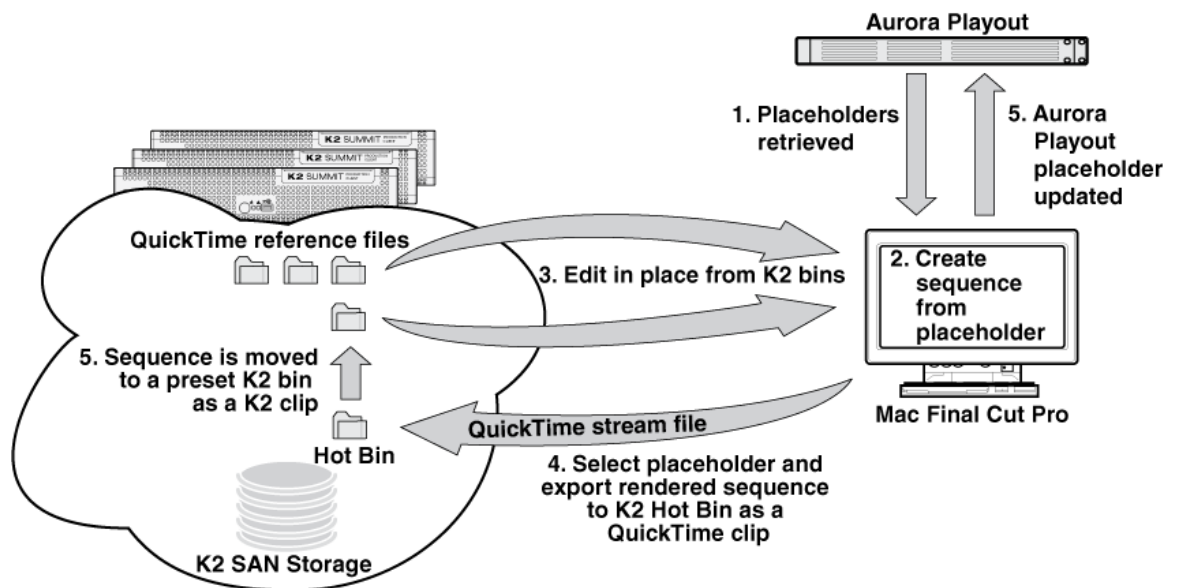 Aurora Playout
1. Placeholders
retrieved
5. Aurora
Playout
placeholder
updated
K2 SUMMIT
K2 SUMMIT
K2 SUMMIT
QuickTime reference files
3. Edit in place from K2 bins
2. Create
sequence
from
placeholder
5. Sequence is moved
to a preset K2 bin
as a K2 clip
Mac Final Cut Pro
QuickTime stream file
Hot Bin
4. Select placeholder and
export rendered sequence
to K2 Hot Bin as a
QuickTime clip
K2 SAN Storage